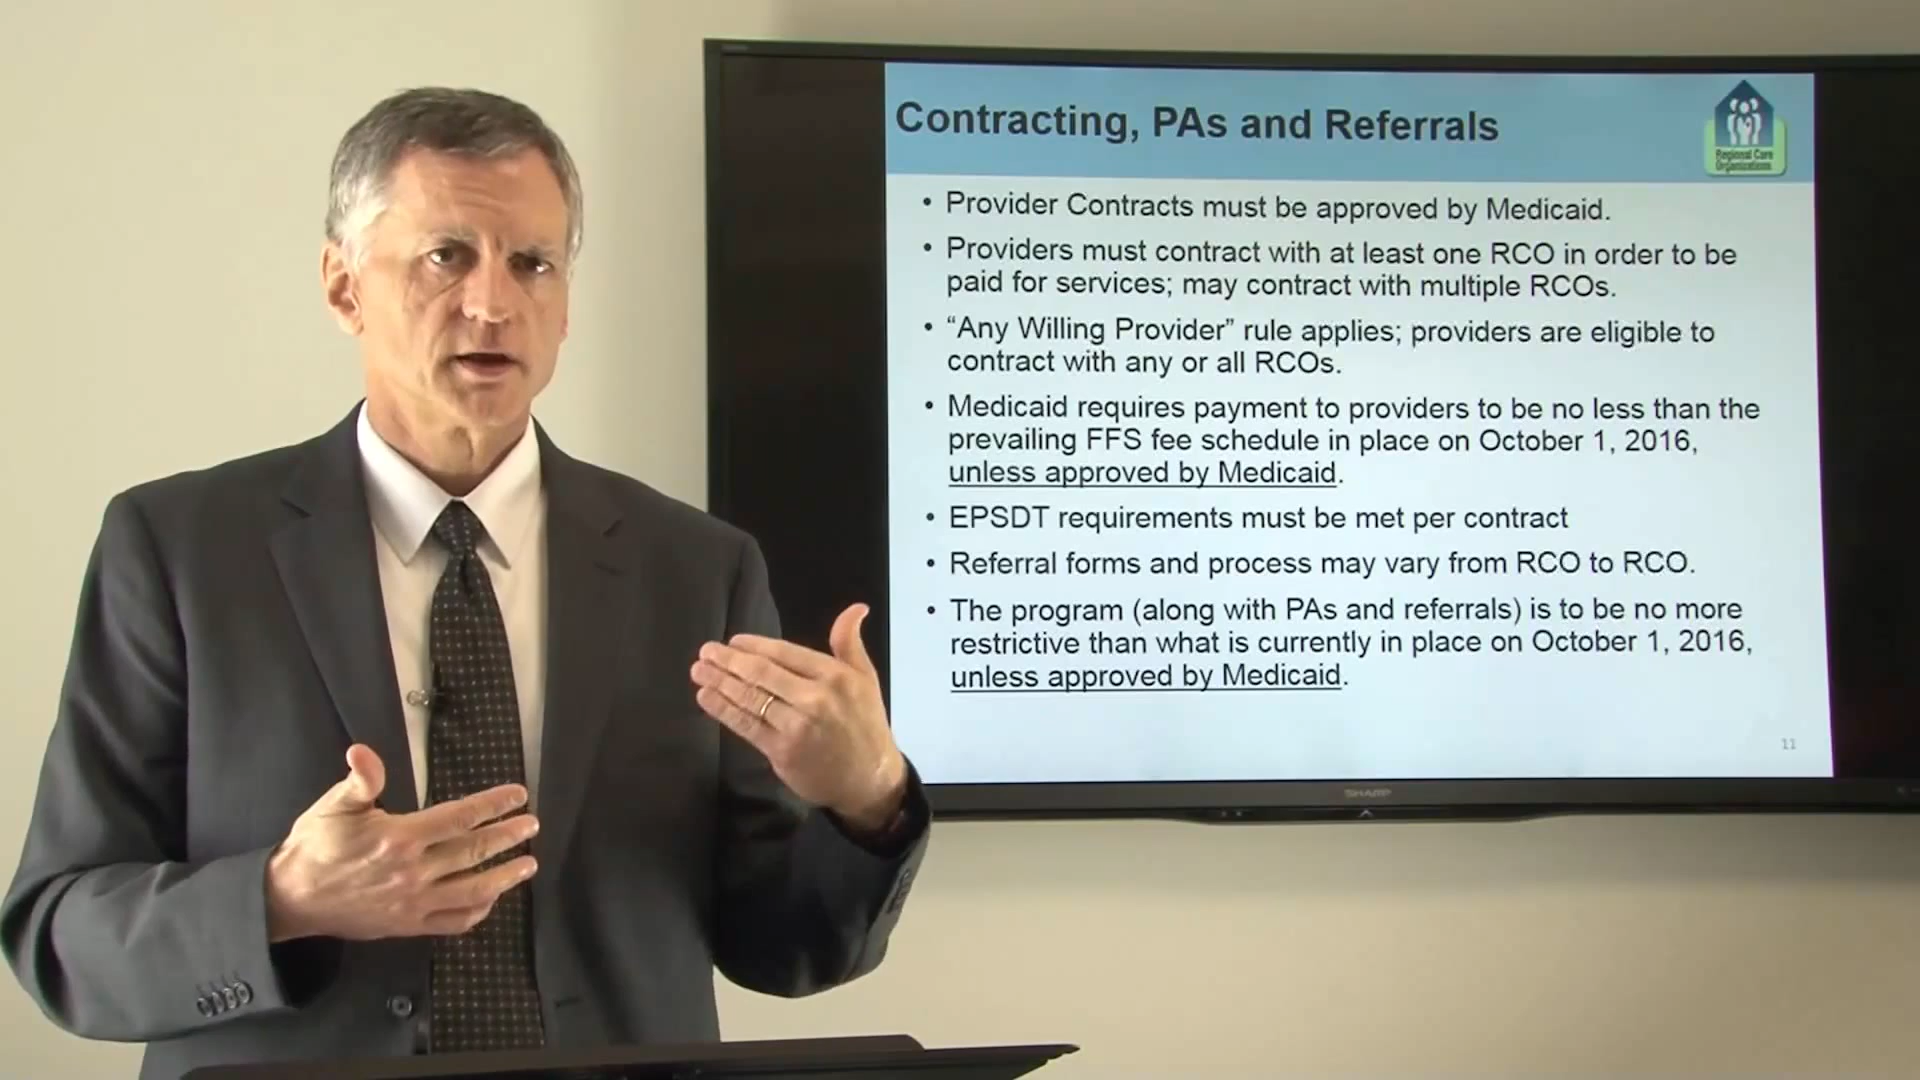 Contracting, PAs and Referrals
Regional Care
Organizations
• Provider Contracts must be approved by Medicaid.
• Providers must contract with at least one RCO in order to be
paid for services; may contract with multiple RCOs.
• “Any Willing Provider” rule applies; providers are eligible to
contract with any or all RCOs.
• Medicaid requires payment to providers to be no less than the
prevailing FFS fee schedule in place on October 1, 2016,
unless approved by Medicaid.
• EPSDT requirements must be met per contract
• Referral forms and process may vary from RCO to RCO.
• The program (along with PAs and referrals) is to be no more
restrictive than what is currently in place on October 1, 2016,
unless approved by Medicaid.
11
SHARP